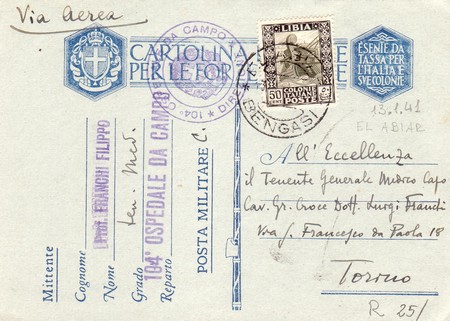 Via Aerea
CARTOLINA
PER LE FOR
ESENTE DA
TASSA PER
L'ITALIA E
SVE COLONIE
LIBIA
50 CENT
COLONIE
ITALIANE
POSTE
BENGASI
13.1.41
EL ABIAR
Mittente
Cognome
Nome
Grado
Reparto
Prof. FRANCHI FILIPPO
Ten. Med.
104° OSPEDALE DA CAMPO
POSTA MILITARE C.
All'Eccellenza
il Tenente Generale Medico Capo
Cav. Gr. Croce Dott. Luigi Franchi
Via S. Francesco da Paola 18
Torino
R 25/